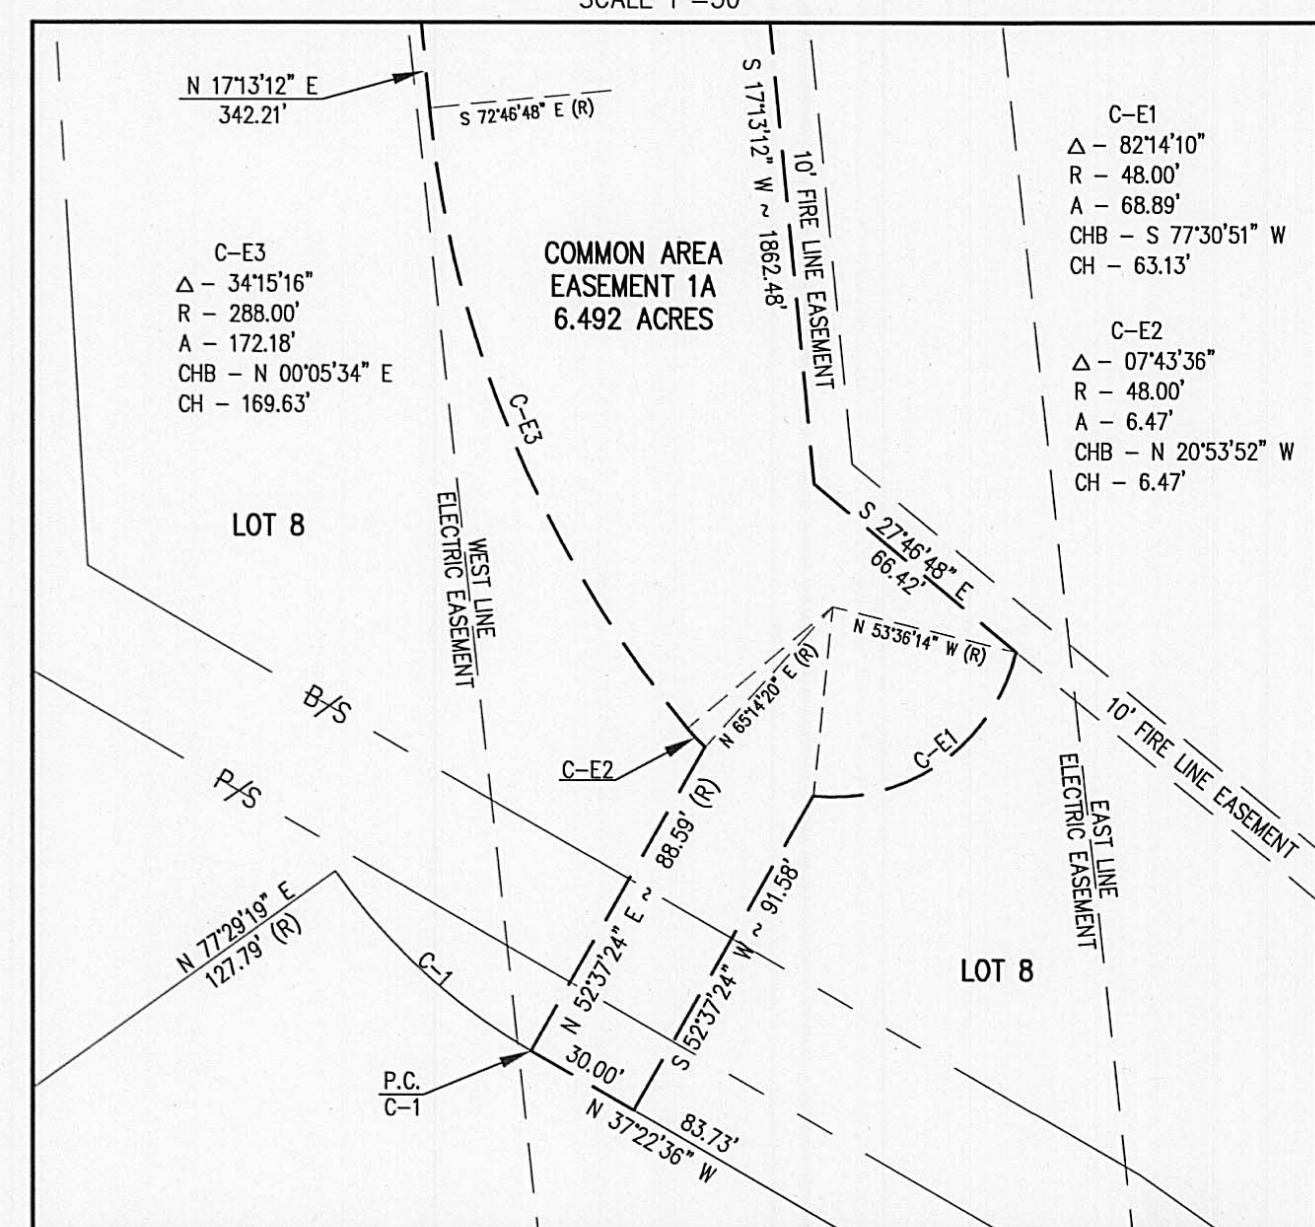 SCALE 1"=50'
N 17°13'12" E
342.21'
S 72°46'48" E (R)
S 17°13'12" W ~ 1862.48'
10' FIRE LINE EASEMENT
C-E1
△ - 82°14'10"
R - 48.00'
A - 68.89'
CHB - S 77°30'51" W
CH - 63.13'
C-E3
△ - 34°15'16"
R - 288.00'
A - 172.18'
CHB - N 00°05'34" E
CH - 169.63'
COMMON AREA
EASEMENT 1A
6.492 ACRES
C-E2
△ - 07°43'36"
R - 48.00'
A - 6.47'
CHB - N 20°53'52" W
CH - 6.47'
C-E3
LOT 8
WEST LINE
ELECTRIC EASEMENT
S 27°46'48" E
66.42'
N 53°36'14" W (R)
N 65°14'20" E (R)
B/S
P/S
C-E2
C-E1
10' FIRE LINE EASEMENT
EAST LINE
ELECTRIC EASEMENT
N 52°37'24" E ~ 88.59' (R)
S 52°37'24" W ~ 91.58'
N 77°29'19" E
127.79' (R)
C-1
LOT 8
P.C.
C-1
30.00'
83.73'
N 37°22'36" W